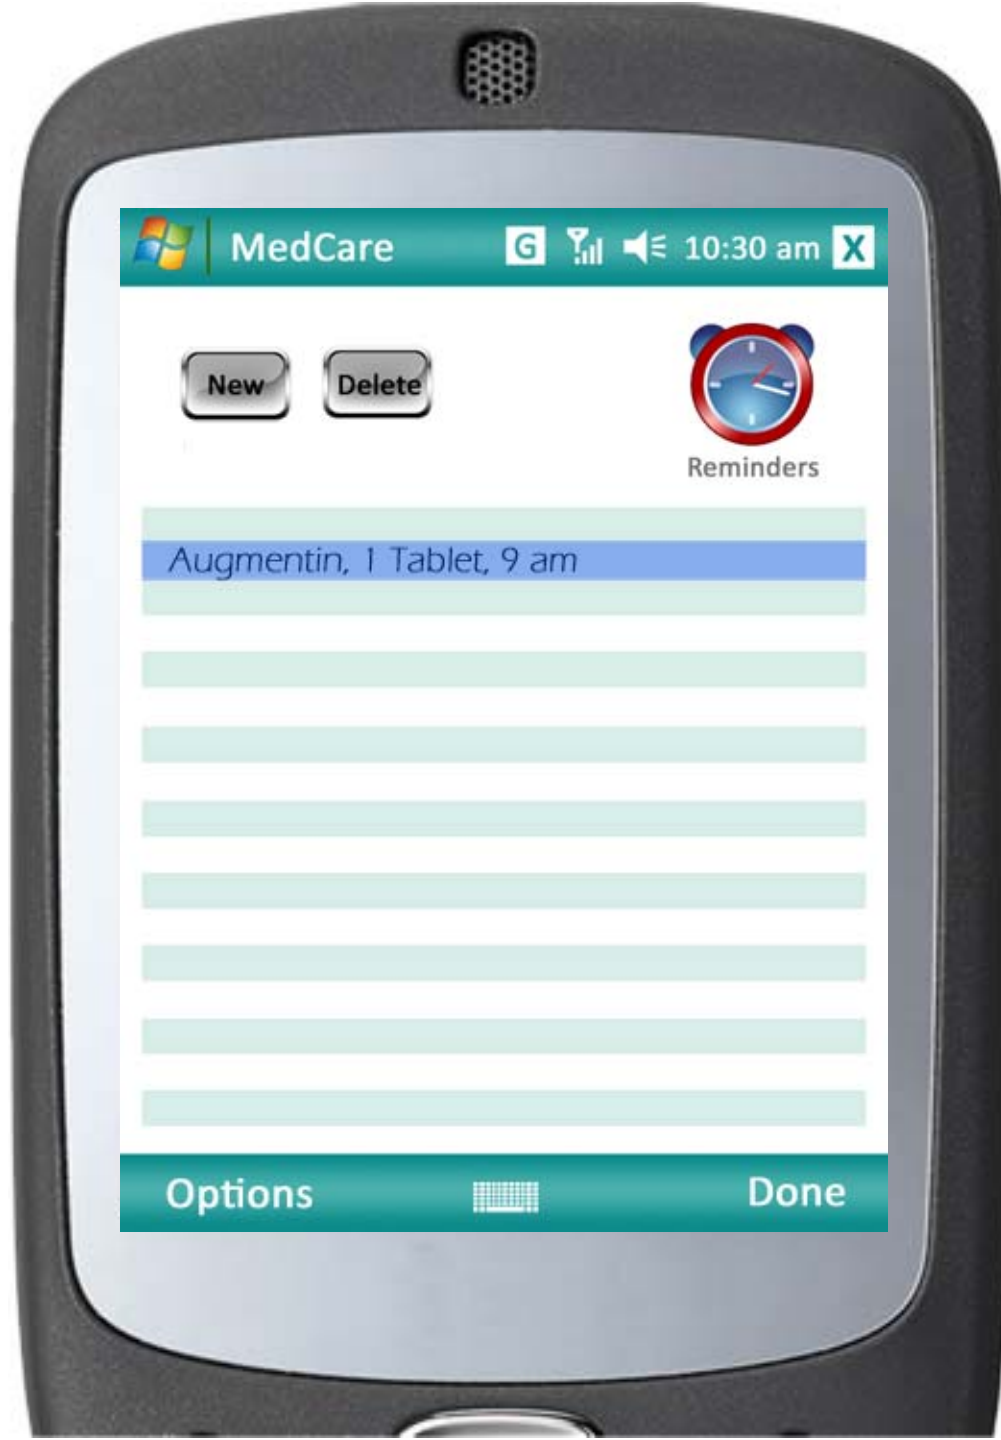 MedCare G 10:30 am X
New Delete
Reminders
Augmentin, 1 Tablet, 9 am
Options Done